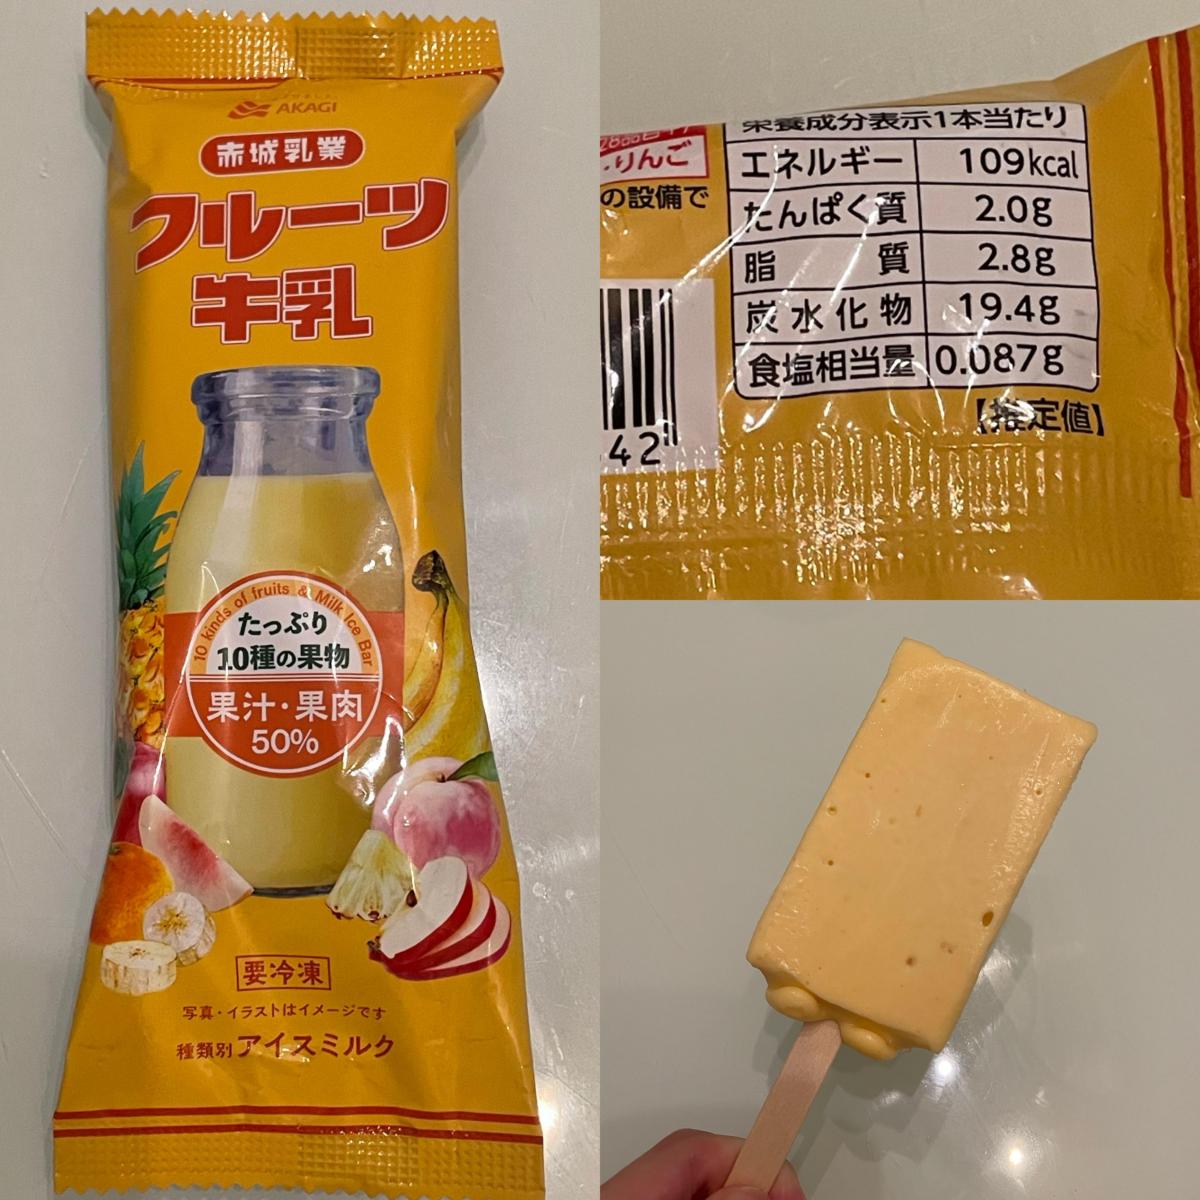 AKAGI
赤城乳業
フルーツ
牛乳
10 kinds of fruits & Milk Ice Bar
たっぷり
10種の果物
果汁・果肉
50%
要冷凍
写真・イラストはイメージです
種類別 アイスミルク
りんご
の設備で
42
栄養成分表示1本当たり
エネルギー 109kcal
たんぱく質 2.0g
脂質 2.8g
炭水化物 19.4g
食塩相当量 0.087g
【推定値】